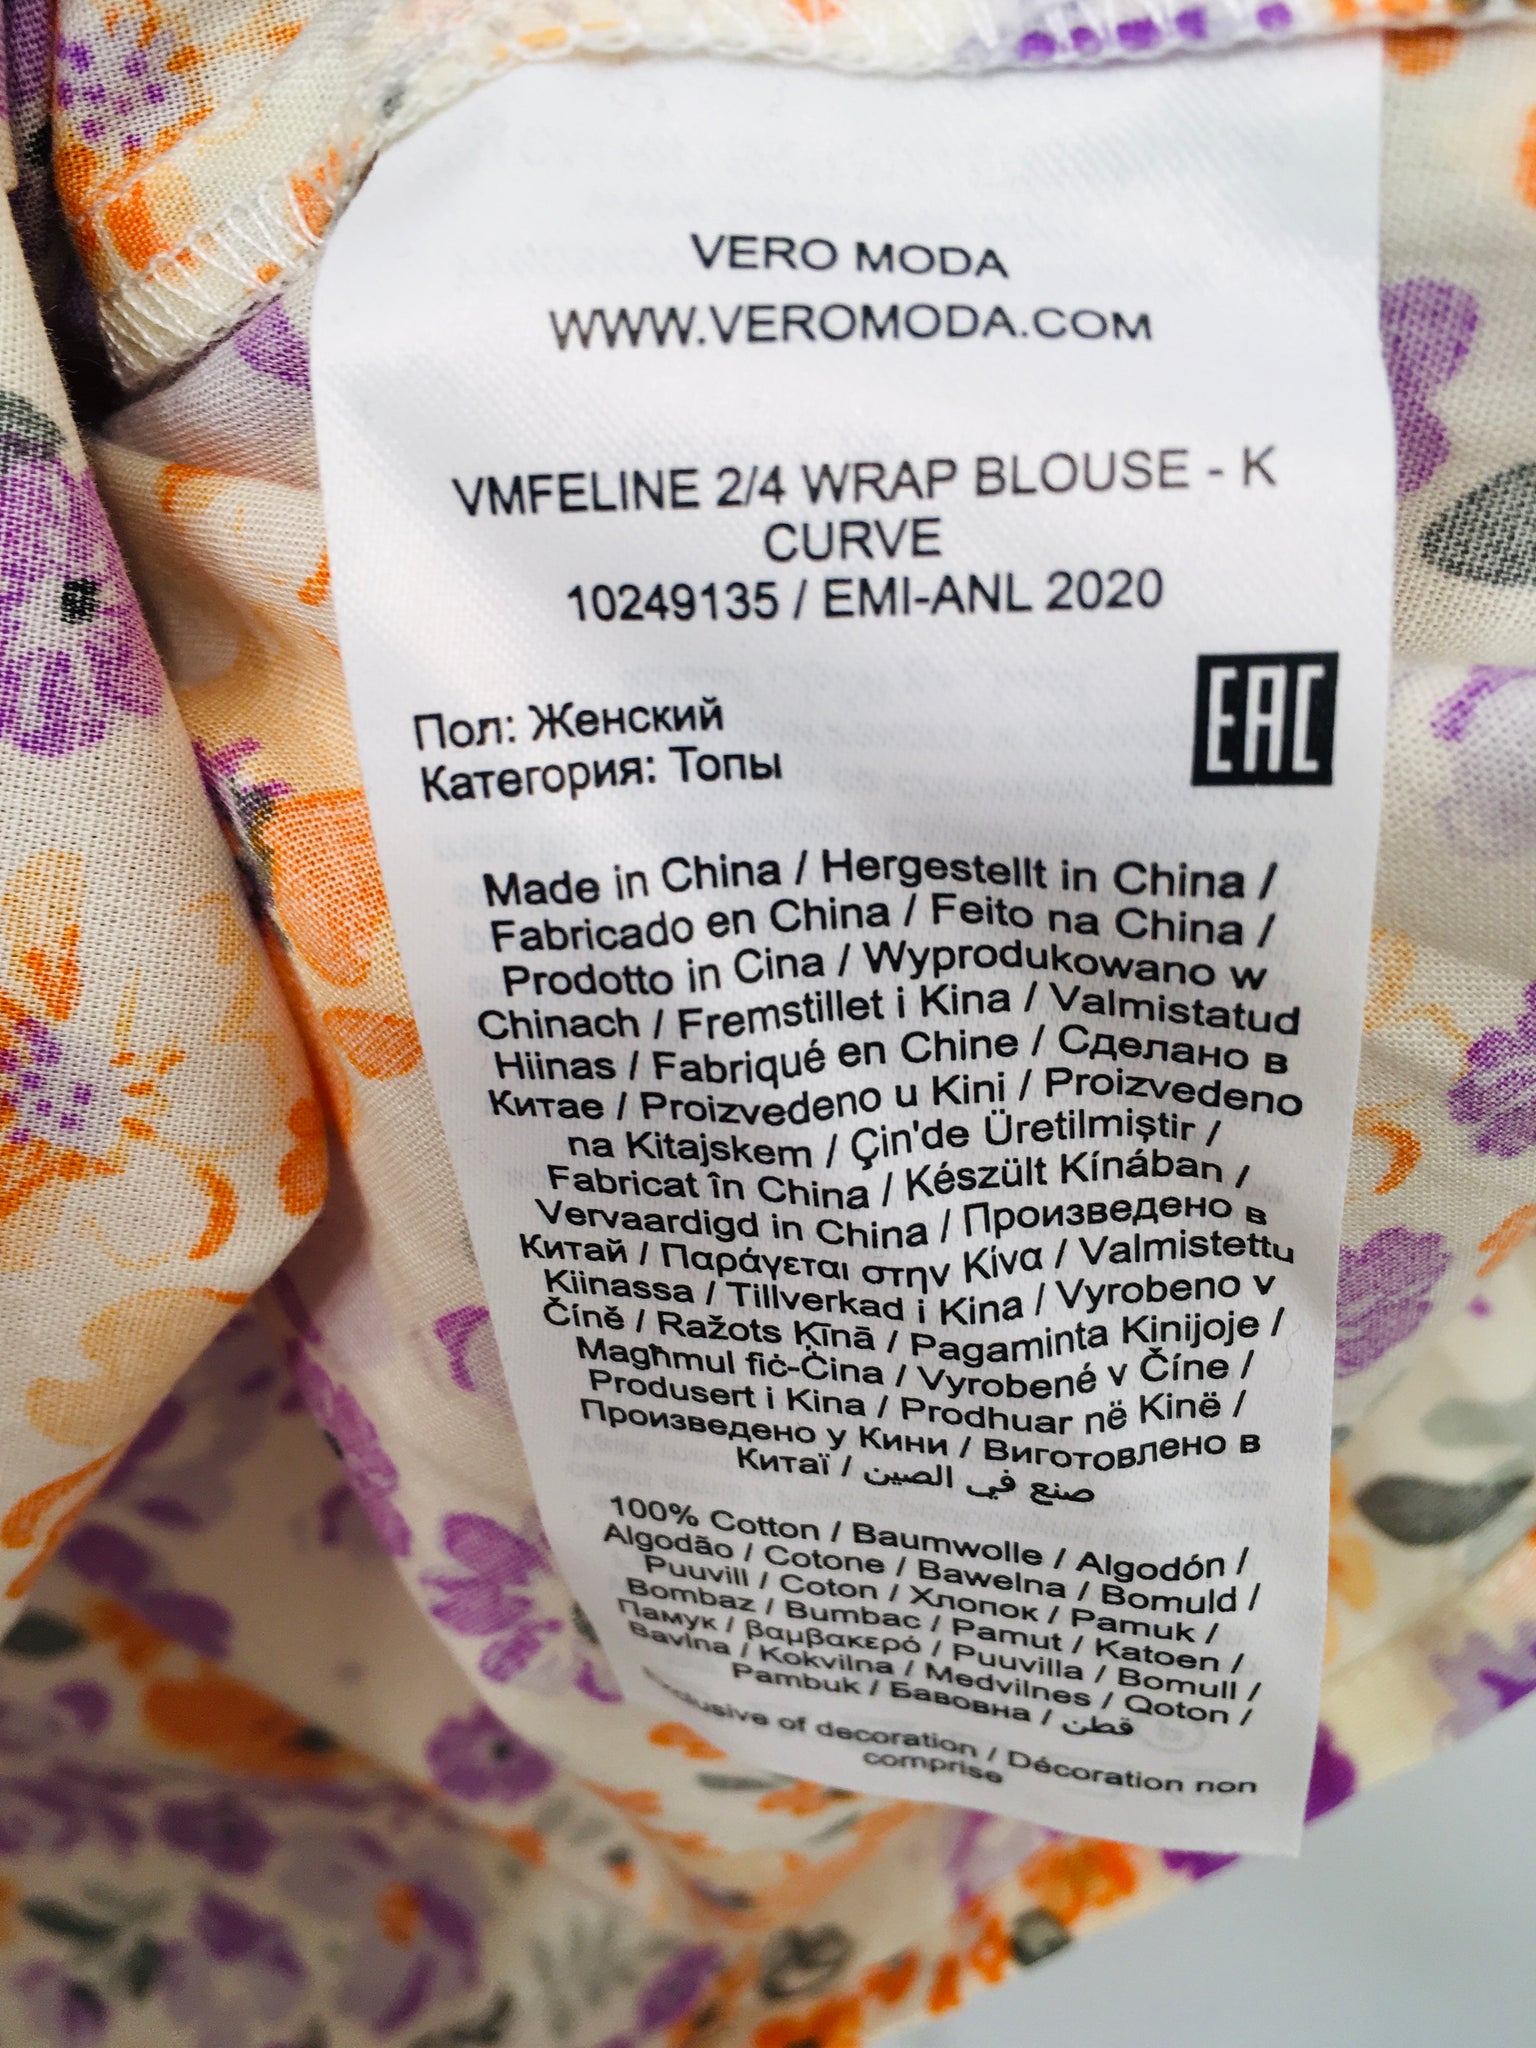 VERO MODA
WWW.VEROMODA.COM
VMFELINE 2/4 WRAP BLOUSE - K
CURVE
10249135 / EMI-ANL 2020
EAC
Пол: Женский
Категория: Топы
Made in China / Hergestellt in China /
Fabricado en China / Feito na China /
Prodotto in Cina / Wyprodukowano w
Chinach / Fremstillet i Kina / Valmistatud
Hiinas / Fabriqué en Chine / Сделано в
Китае / Proizvedeno u Kini / Proizvedeno
na Kitajskem / Çin'de Üretilmiştir /
Fabricat în China / Készült Kínában /
Vervaardigd in China / Произведено в
Китай / Παράγεται στην Κίνα / Valmistettu
Kiinassa / Tillverkad i Kina / Vyrobeno v
Číně / Ražots Ķīnā / Pagaminta Kinijoje /
Magħmul fiċ-Ċina / Vyrobené v Číne /
Produsert i Kina / Prodhuar në Kinë /
Произведено у Кини / Виготовлено в
Китаї / صنع في الصين
100% Cotton / Baumwolle / Algodón /
Algodão / Cotone / Bawełna / Bomuld /
Puuvill / Coton / Хлопок / Pamuk /
Bombaz / Bumbac / Pamut / Katoen /
Памук / βαμβακερό / Puuvilla / Bomull /
Bavlna / Kokvilna / Medvilnes / Qoton /
Pambuk / Бавовна / قطن
of decoration / Décoration non
comprise